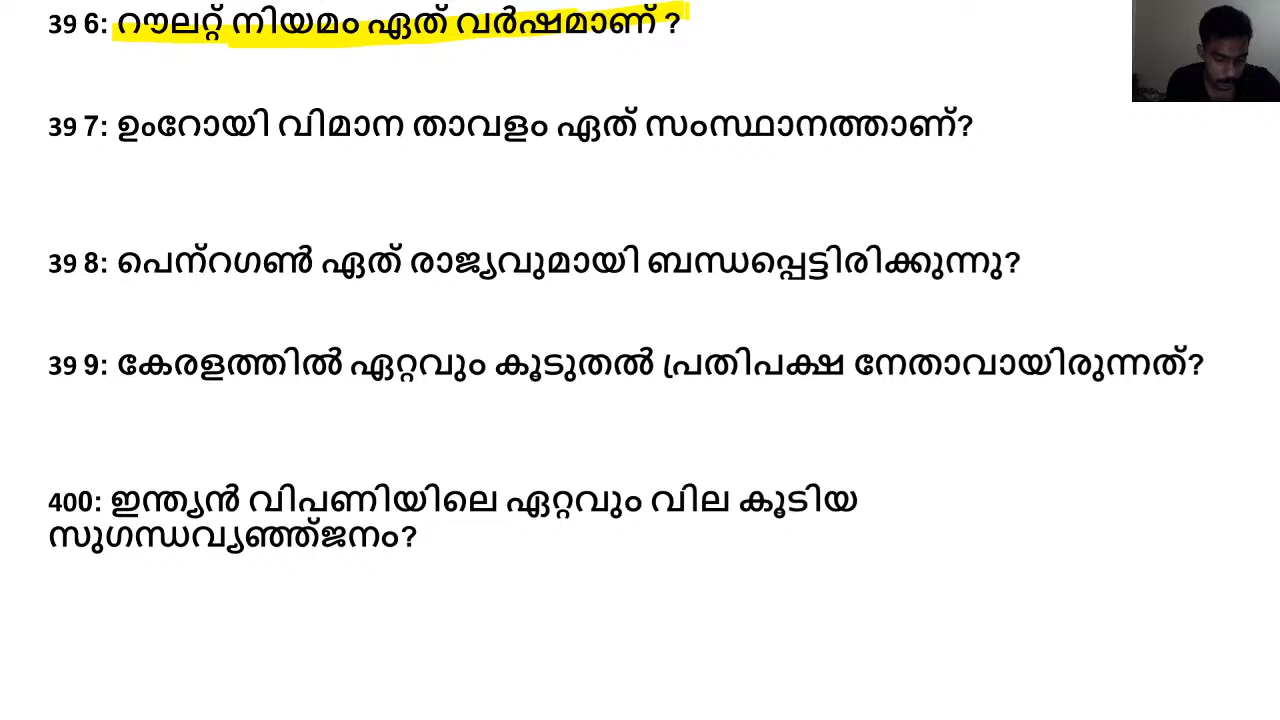 39 6: റൗലറ്റ് നിയമം ഏത് വർഷമാണ് ?
39 7: ഉംറോയി വിമാന താവളം ഏത് സംസ്ഥാനത്താണ്?
39 8: പെന്റഗൺ ഏത് രാജ്യവുമായി ബന്ധപ്പെട്ടിരിക്കുന്നു?
39 9: കേരളത്തിൽ ഏറ്റവും കൂടുതൽ പ്രതിപക്ഷ നേതാവായിരുന്നത്?
400: ഇന്ത്യൻ വിപണിയിലെ ഏറ്റവും വില കൂടിയ
സുഗന്ധവ്യഞ്ഞ്ജനം?